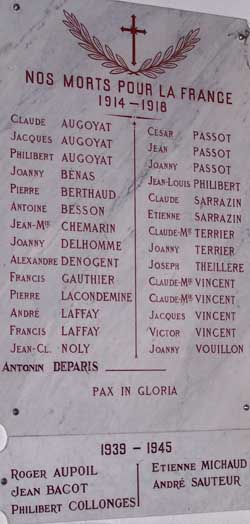 NOS MORTS POUR LA FRANCE
1914-1918
CLAUDE AUGOYAT
JACQUES AUGOYAT
PHILIBERT AUGOYAT
JOANNY BÉNAS
PIERRE BERTHAUD
ANTOINE BESSON
JEAN-MIE CHEMARIN
JOANNY DELHOMME
ALEXANDRE DENOGENT
FRANCIS GAUTHIER
PIERRE LACONDEMINE
ANDRÉ LAFFAY
FRANCIS LAFFAY
JEAN-CL. NOLY
ANTONIN DEPARIS
CÉSAR PASSOT
JEAN PASSOT
JOANNY PASSOT
JEAN-LOUIS PHILIBERT
CLAUDE SARRAZIN
ETIENNE SARRAZIN
CLAUDE-MIE TERRIER
JOANNY TERRIER
JOSEPH THEILLÈRE
CLAUDE-MIE VINCENT
CLAUDE-MIE VINCENT
JACQUES VINCENT
VICTOR VINCENT
JOANNY VOUILLON
PAX IN GLORIA
1939 - 1945
ROGER AUPOIL
JEAN BACOT
PHILIBERT COLLONGES
ETIENNE MICHAUD
ANDRÉ SAUTEUR